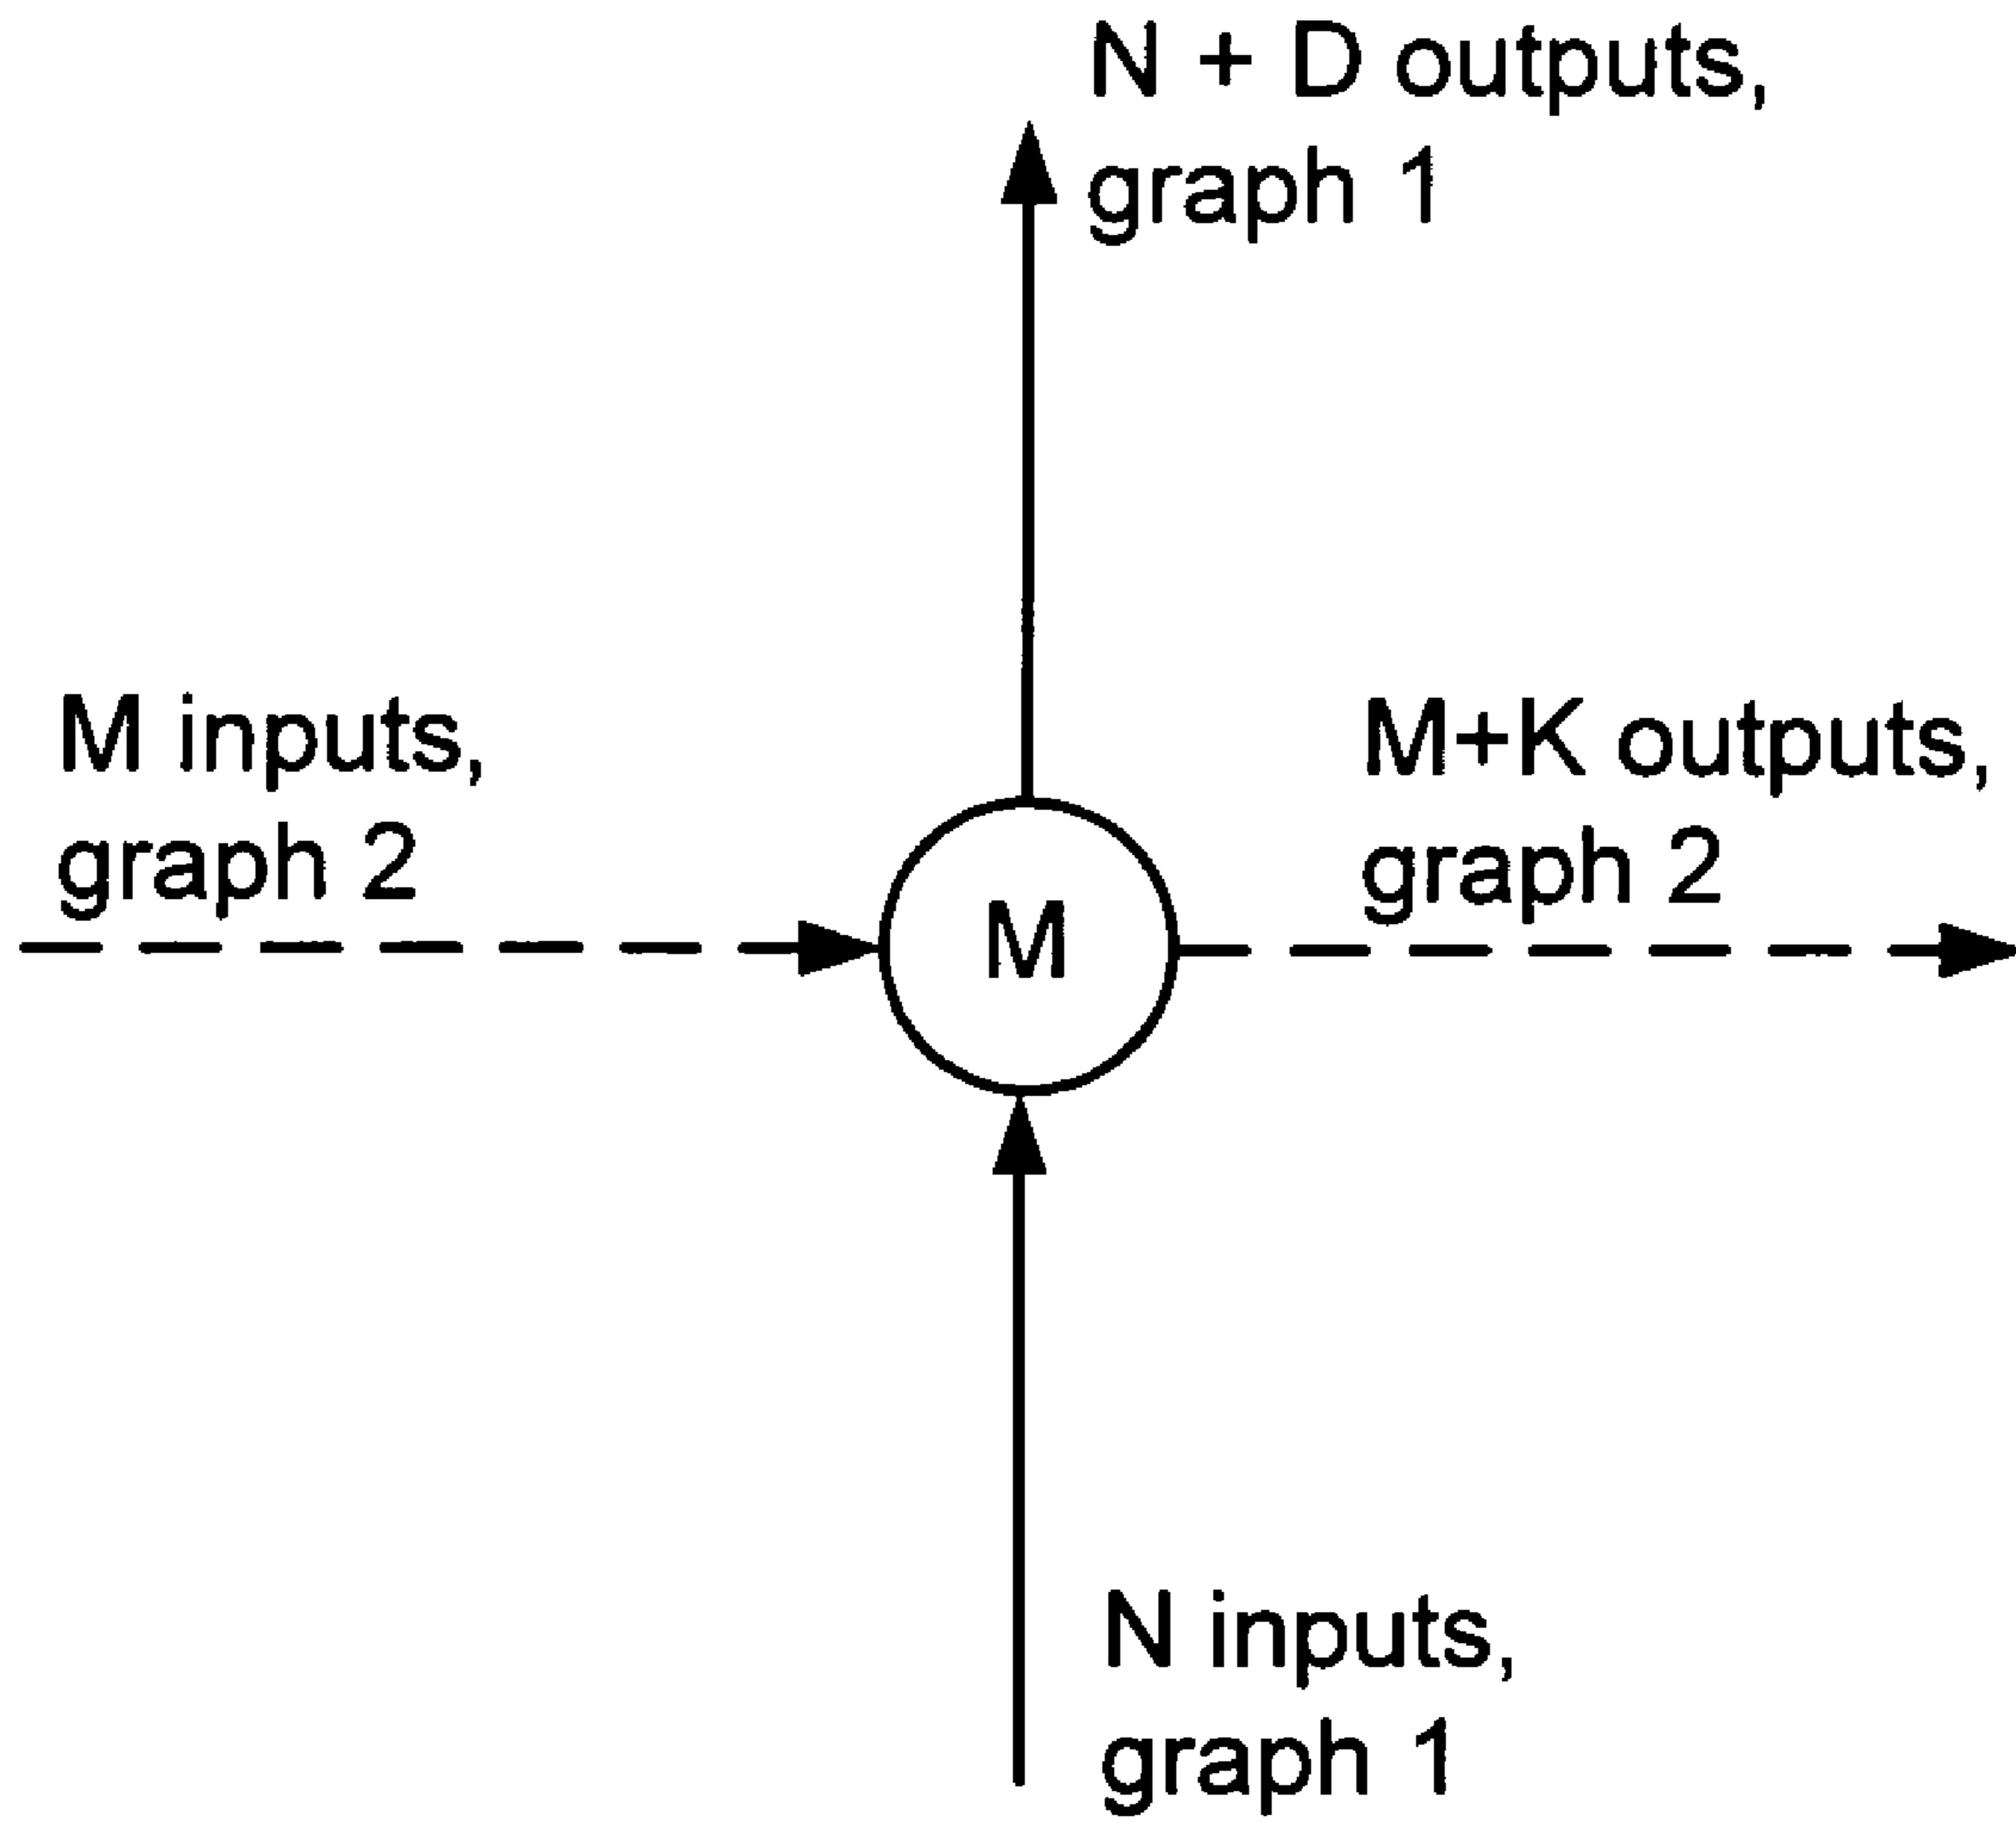 N + D outputs,
graph 1
M inputs,
graph 2
M+K outputs,
graph 2
M
N inputs,
graph 1